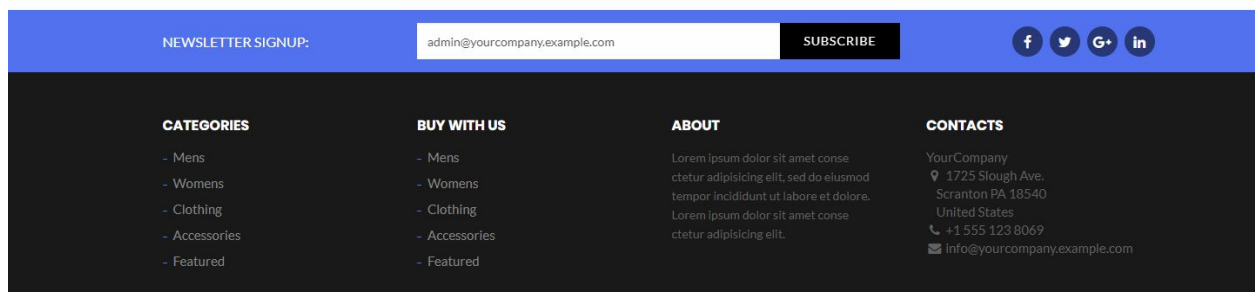 NEWSLETTER SIGNUP:
admin@yourcompany.example.com
SUBSCRIBE
f
G+
in
CATEGORIES
- Mens
- Womens
- Clothing
- Accessories
- Featured
BUY WITH US
- Mens
- Womens
- Clothing
- Accessories
- Featured
ABOUT
Lorem ipsum dolor sit amet conse
ctetur adipisicing elit, sed do eiusmod
tempor incididunt ut labore et dolore.
Lorem ipsum dolor sit amet conse
ctetur adipisicing elit.
CONTACTS
YourCompany
1725 Slough Ave.
Scranton PA 18540
United States
+1 555 123 8069
info@yourcompany.example.com